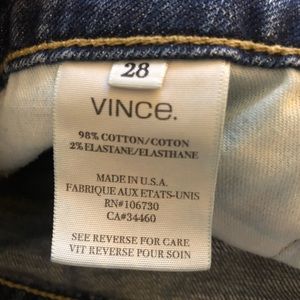 28
VINCE.
98% COTTON/COTON
2% ELASTANE/ELASTHANE
MADE IN U.S.A.
FABRIQUE AUX ETATS-UNIS
RN#106730
CA#34460
SEE REVERSE FOR CARE
VIT REVERSE POUR SOIN